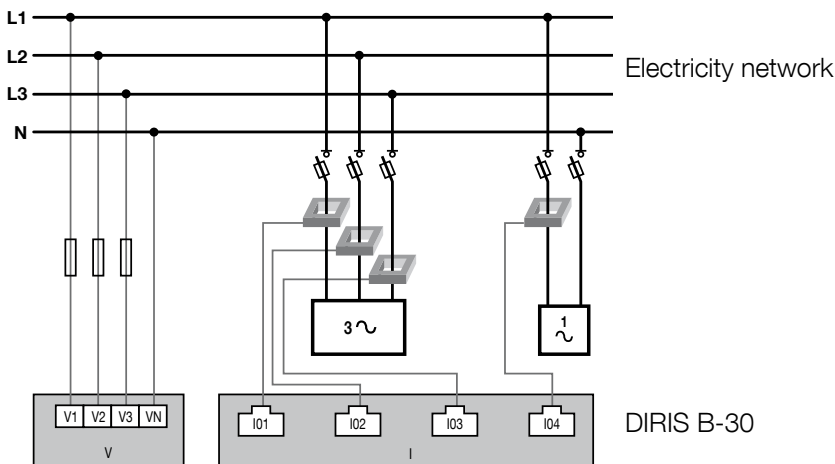 L1
L2
Electricity network
L3
N
3
1
V1 V2 V3 VN
I01 I02 I03 I04
DIRIS B-30
V
I